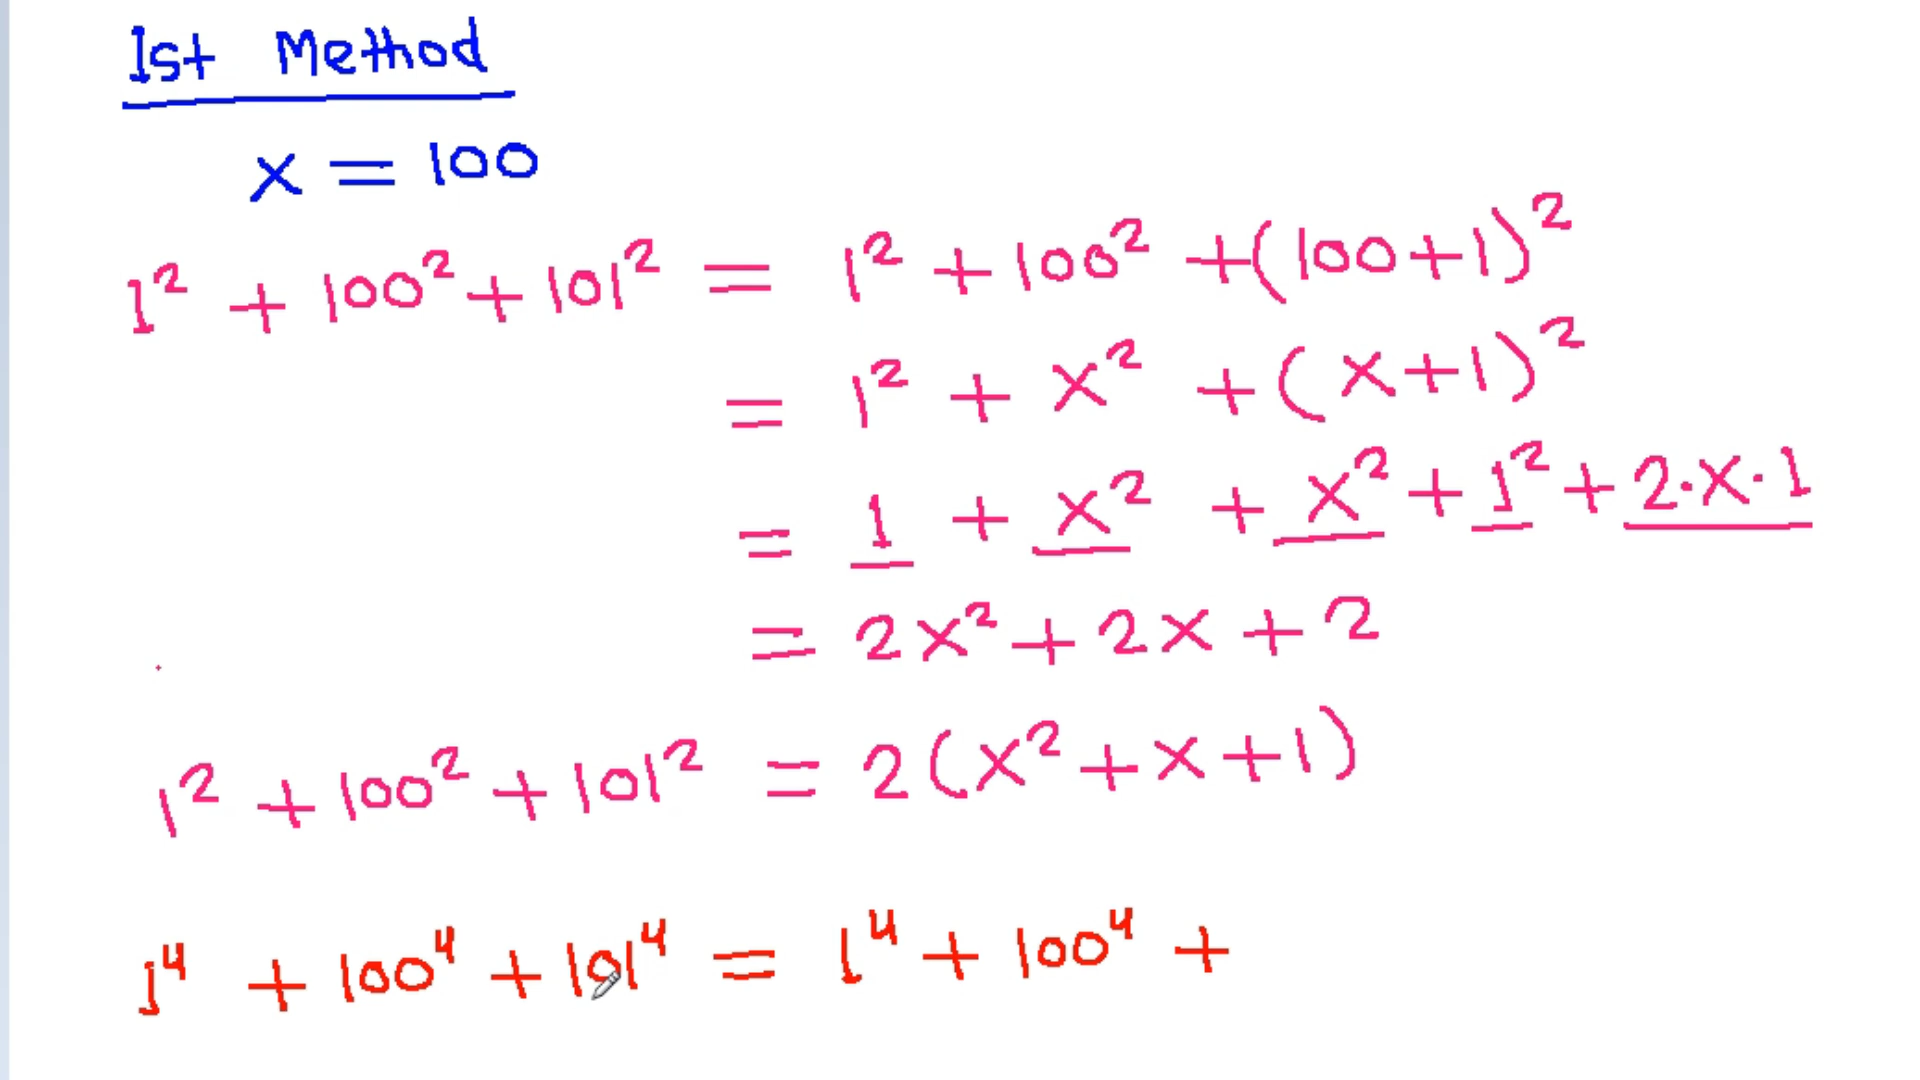 1st Method
x = 100
1² + 100² + 101² = 1² + 100² + (100+1)²
= 1² + x² + (x+1)²
= 1 + x² + x² + 1² + 2·x·1
= 2x² + 2x + 2
1² + 100² + 101² = 2(x² + x + 1)
1⁴ + 100⁴ + 101⁴ = 1⁴ + 100⁴ +